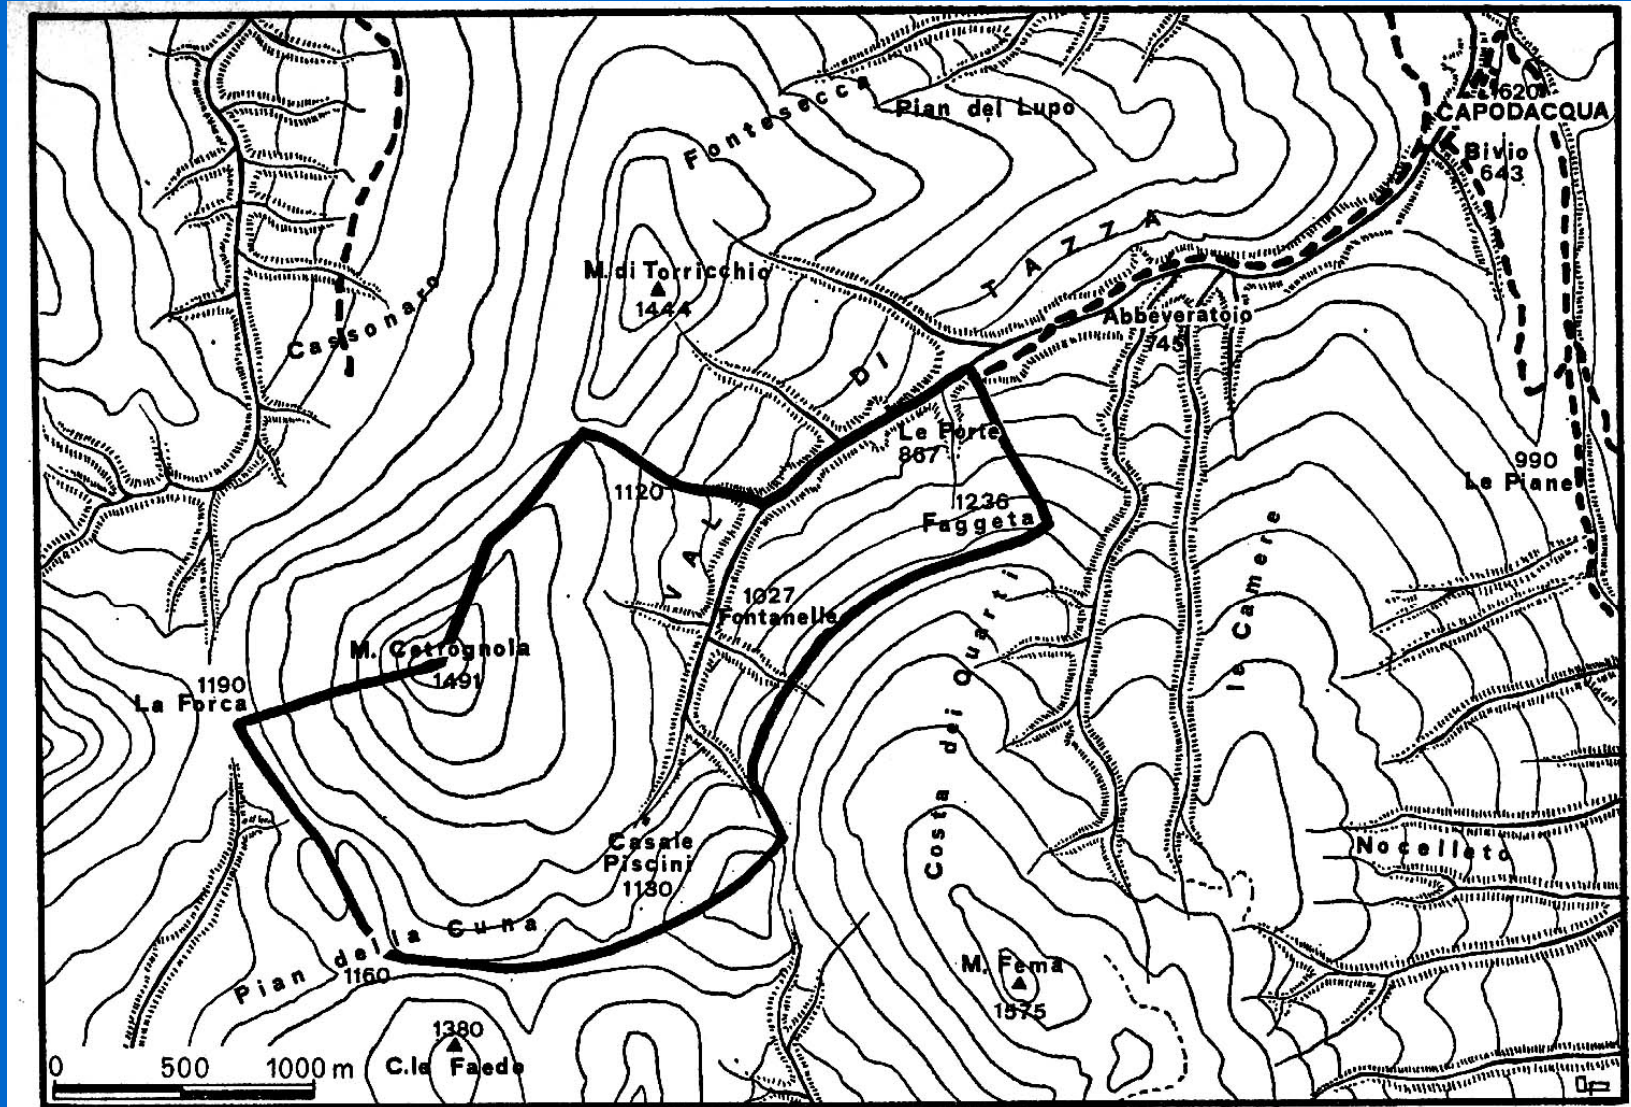 620
CAPODACQUA
Pian del Lupo
Fontesecca
Bivio
643
M. di Torricchio
1444
Cassonaro
VAL DI TAZZA
Abbeveratoio
745
Le Porte
867
990
Le Piane
1120
1236
Faggeta
1027
Fontanelle
M. Cetrognola
1491
1190
La Forca
Costa dei Quarti
le Camere
Casale
Piscini
1130
Nocelleto
Pian della Cuna
1160
M. Fema
1575
1380
C.le Faedo
0 500 1000 m